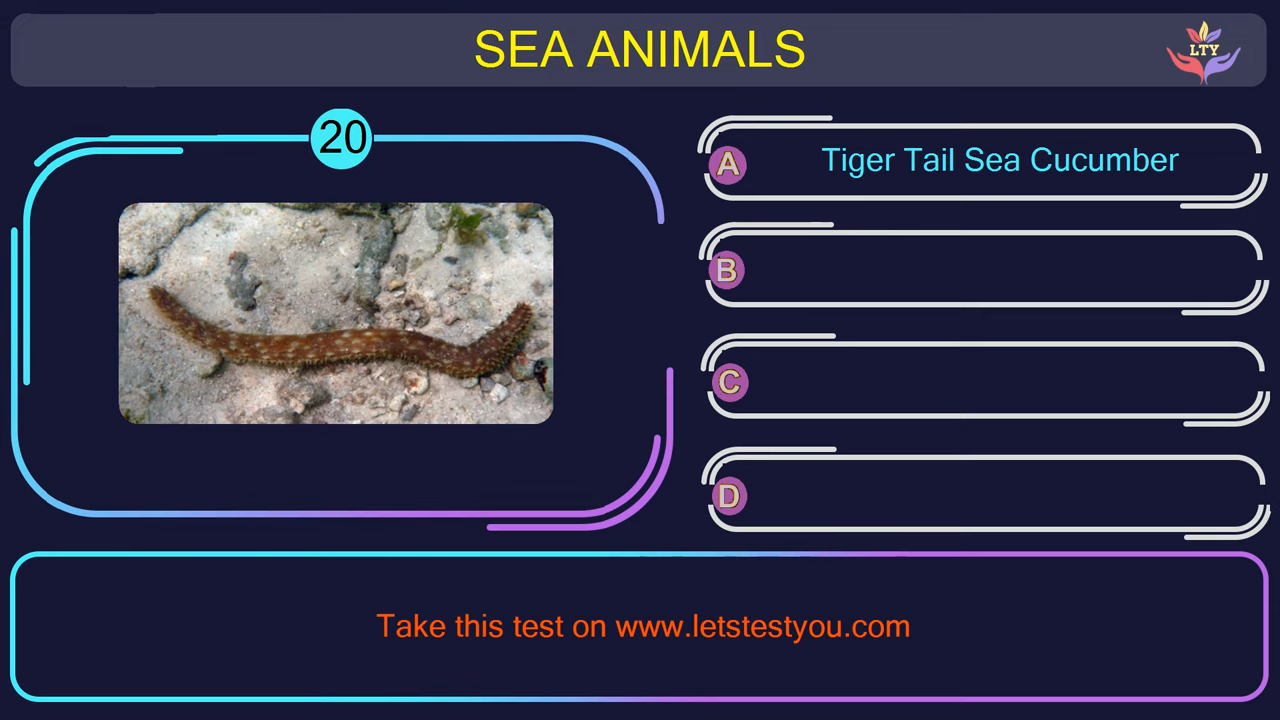 SEA ANIMALS
LTY
20
A
Tiger Tail Sea Cucumber
B
C
D
Take this test on www.letstestyou.com